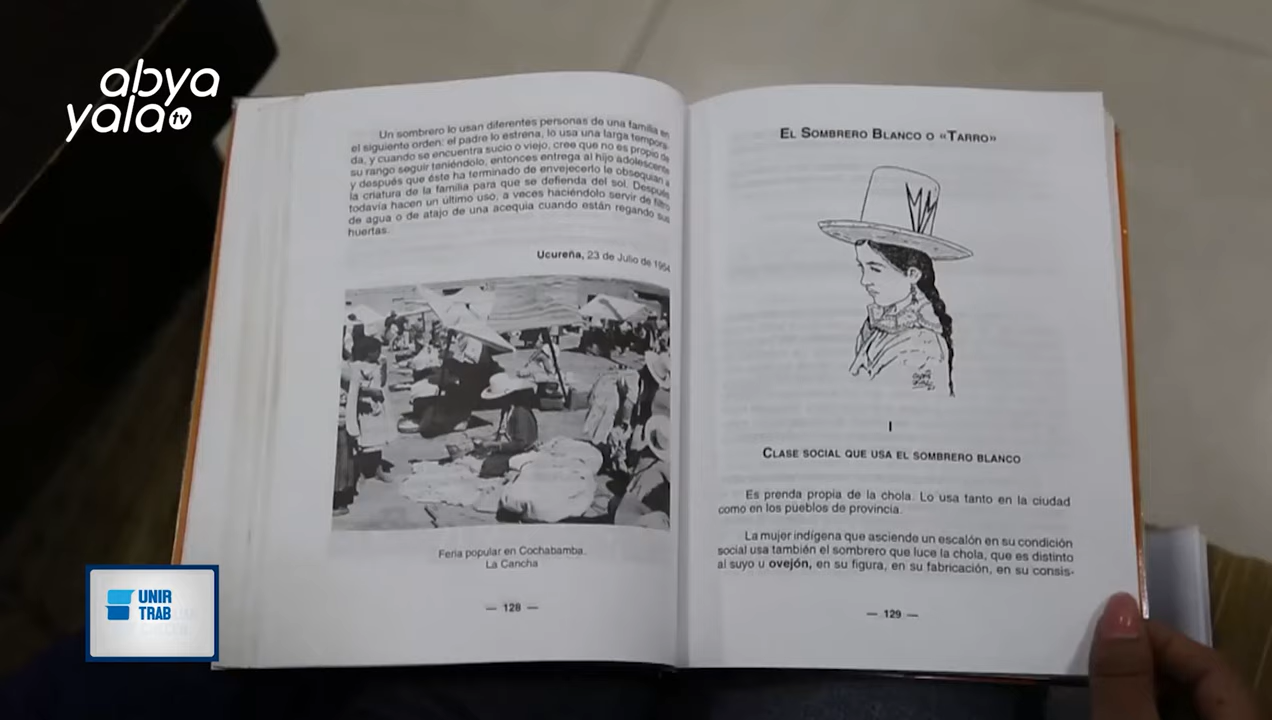 abya
yala tv
Un sombrero lo usan diferentes personas de una familia en
el siguiente orden: el padre lo estrena, lo usa una larga tempora-
da, y cuando se encuentra sucio o viejo, cree que no es propio de
su rango seguir teniéndolo, entonces entrega al hijo adolescente
y después que éste ha terminado de envejecerlo le obsequian a
la criatura de la familia para que se defienda del sol. Después
todavía hacen un último uso, a veces haciéndolo servir de filtro
de agua o de atajo de una acequia cuando están regando sus
huertas.
Ucureña, 23 de Julio de 1964
Feria popular en Cochabamba.
La Cancha
— 128 —
EL SOMBRERO BLANCO O «TARRO»
I
CLASE SOCIAL QUE USA EL SOMBRERO BLANCO
Es prenda propia de la chola. Lo usa tanto en la ciudad
como en los pueblos de provincia.
La mujer indígena que asciende un escalón en su condición
social usa también el sombrero que luce la chola, que es distinto
al suyo u ovejón, en su figura, en su fabricación, en su consis-
— 129 —
UNIR
TRAB